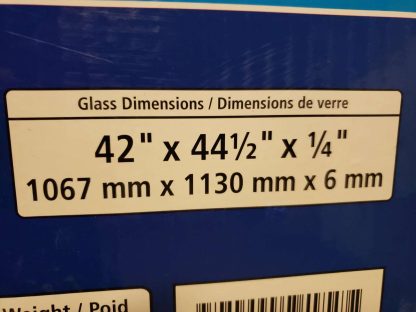 Glass Dimensions / Dimensions de verre
42" x 44½" x ¼"
1067 mm x 1130 mm x 6 mm
Weight / Poid